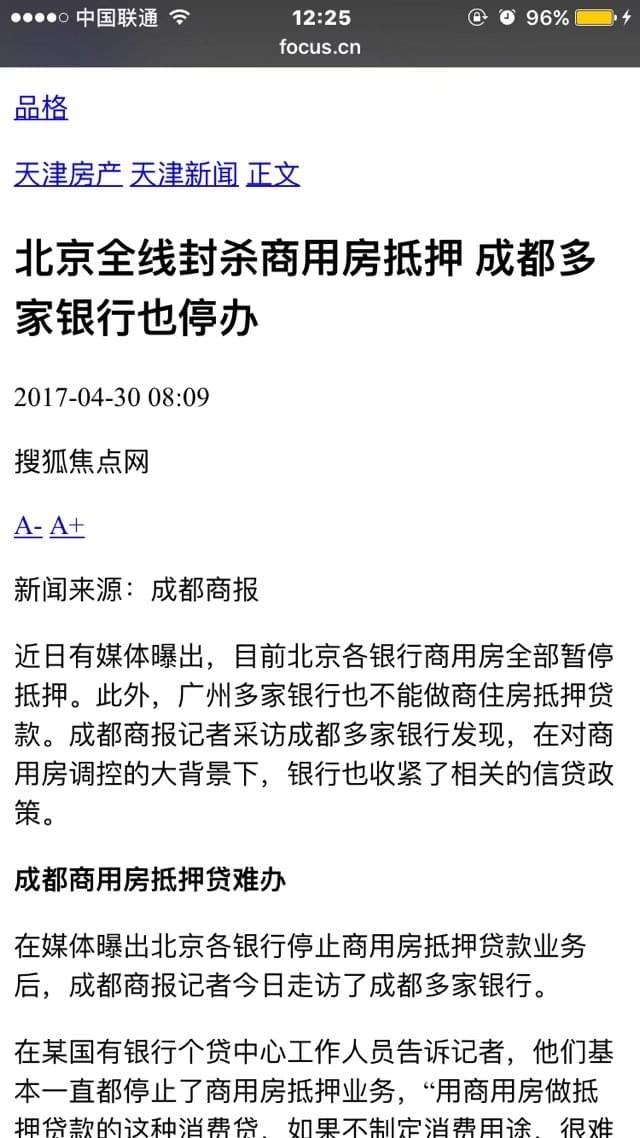 中国联通 12:25 96%
focus.cn
品格
天津房产 天津新闻 正文
北京全线封杀商用房抵押 成都多
家银行也停办
2017-04-30 08:09
搜狐焦点网
A- A+
新闻来源：成都商报
近日有媒体曝出，目前北京各银行商用房全部暂停
抵押。此外，广州多家银行也不能做商住房抵押贷
款。成都商报记者采访成都多家银行发现，在对商
用房调控的大背景下，银行也收紧了相关的信贷政
策。
成都商用房抵押贷难办
在媒体曝出北京各银行停止商用房抵押贷款业务
后，成都商报记者今日走访了成都多家银行。
在某国有银行个贷中心工作人员告诉记者，他们基
本一直都停止了商用房抵押业务，“用商用房做抵
押贷款的这种消费贷，如果不制定消费用途，很难